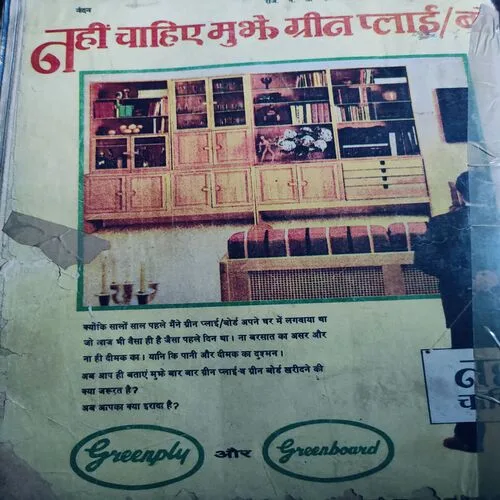 नंदन
नहीं चाहिए मुझे ग्रीन प्लाई/
क्योंकि सालों साल पहले मैंने ग्रीन प्लाई/बोर्ड अपने घर में लगवाया था
जो आज भी वैसा ही है जैसा पहले दिन था। ना बरसात का असर और
ना ही दीमक का। यानि कि पानी और दीमक का दुश्मन।
अब आप ही बताएं मुझे बार बार ग्रीन प्लाई-व ग्रीन बोर्ड खरीदने की
क्या जरूरत है?
अब आपका क्या इरादा है?
Greenply और Greenboard